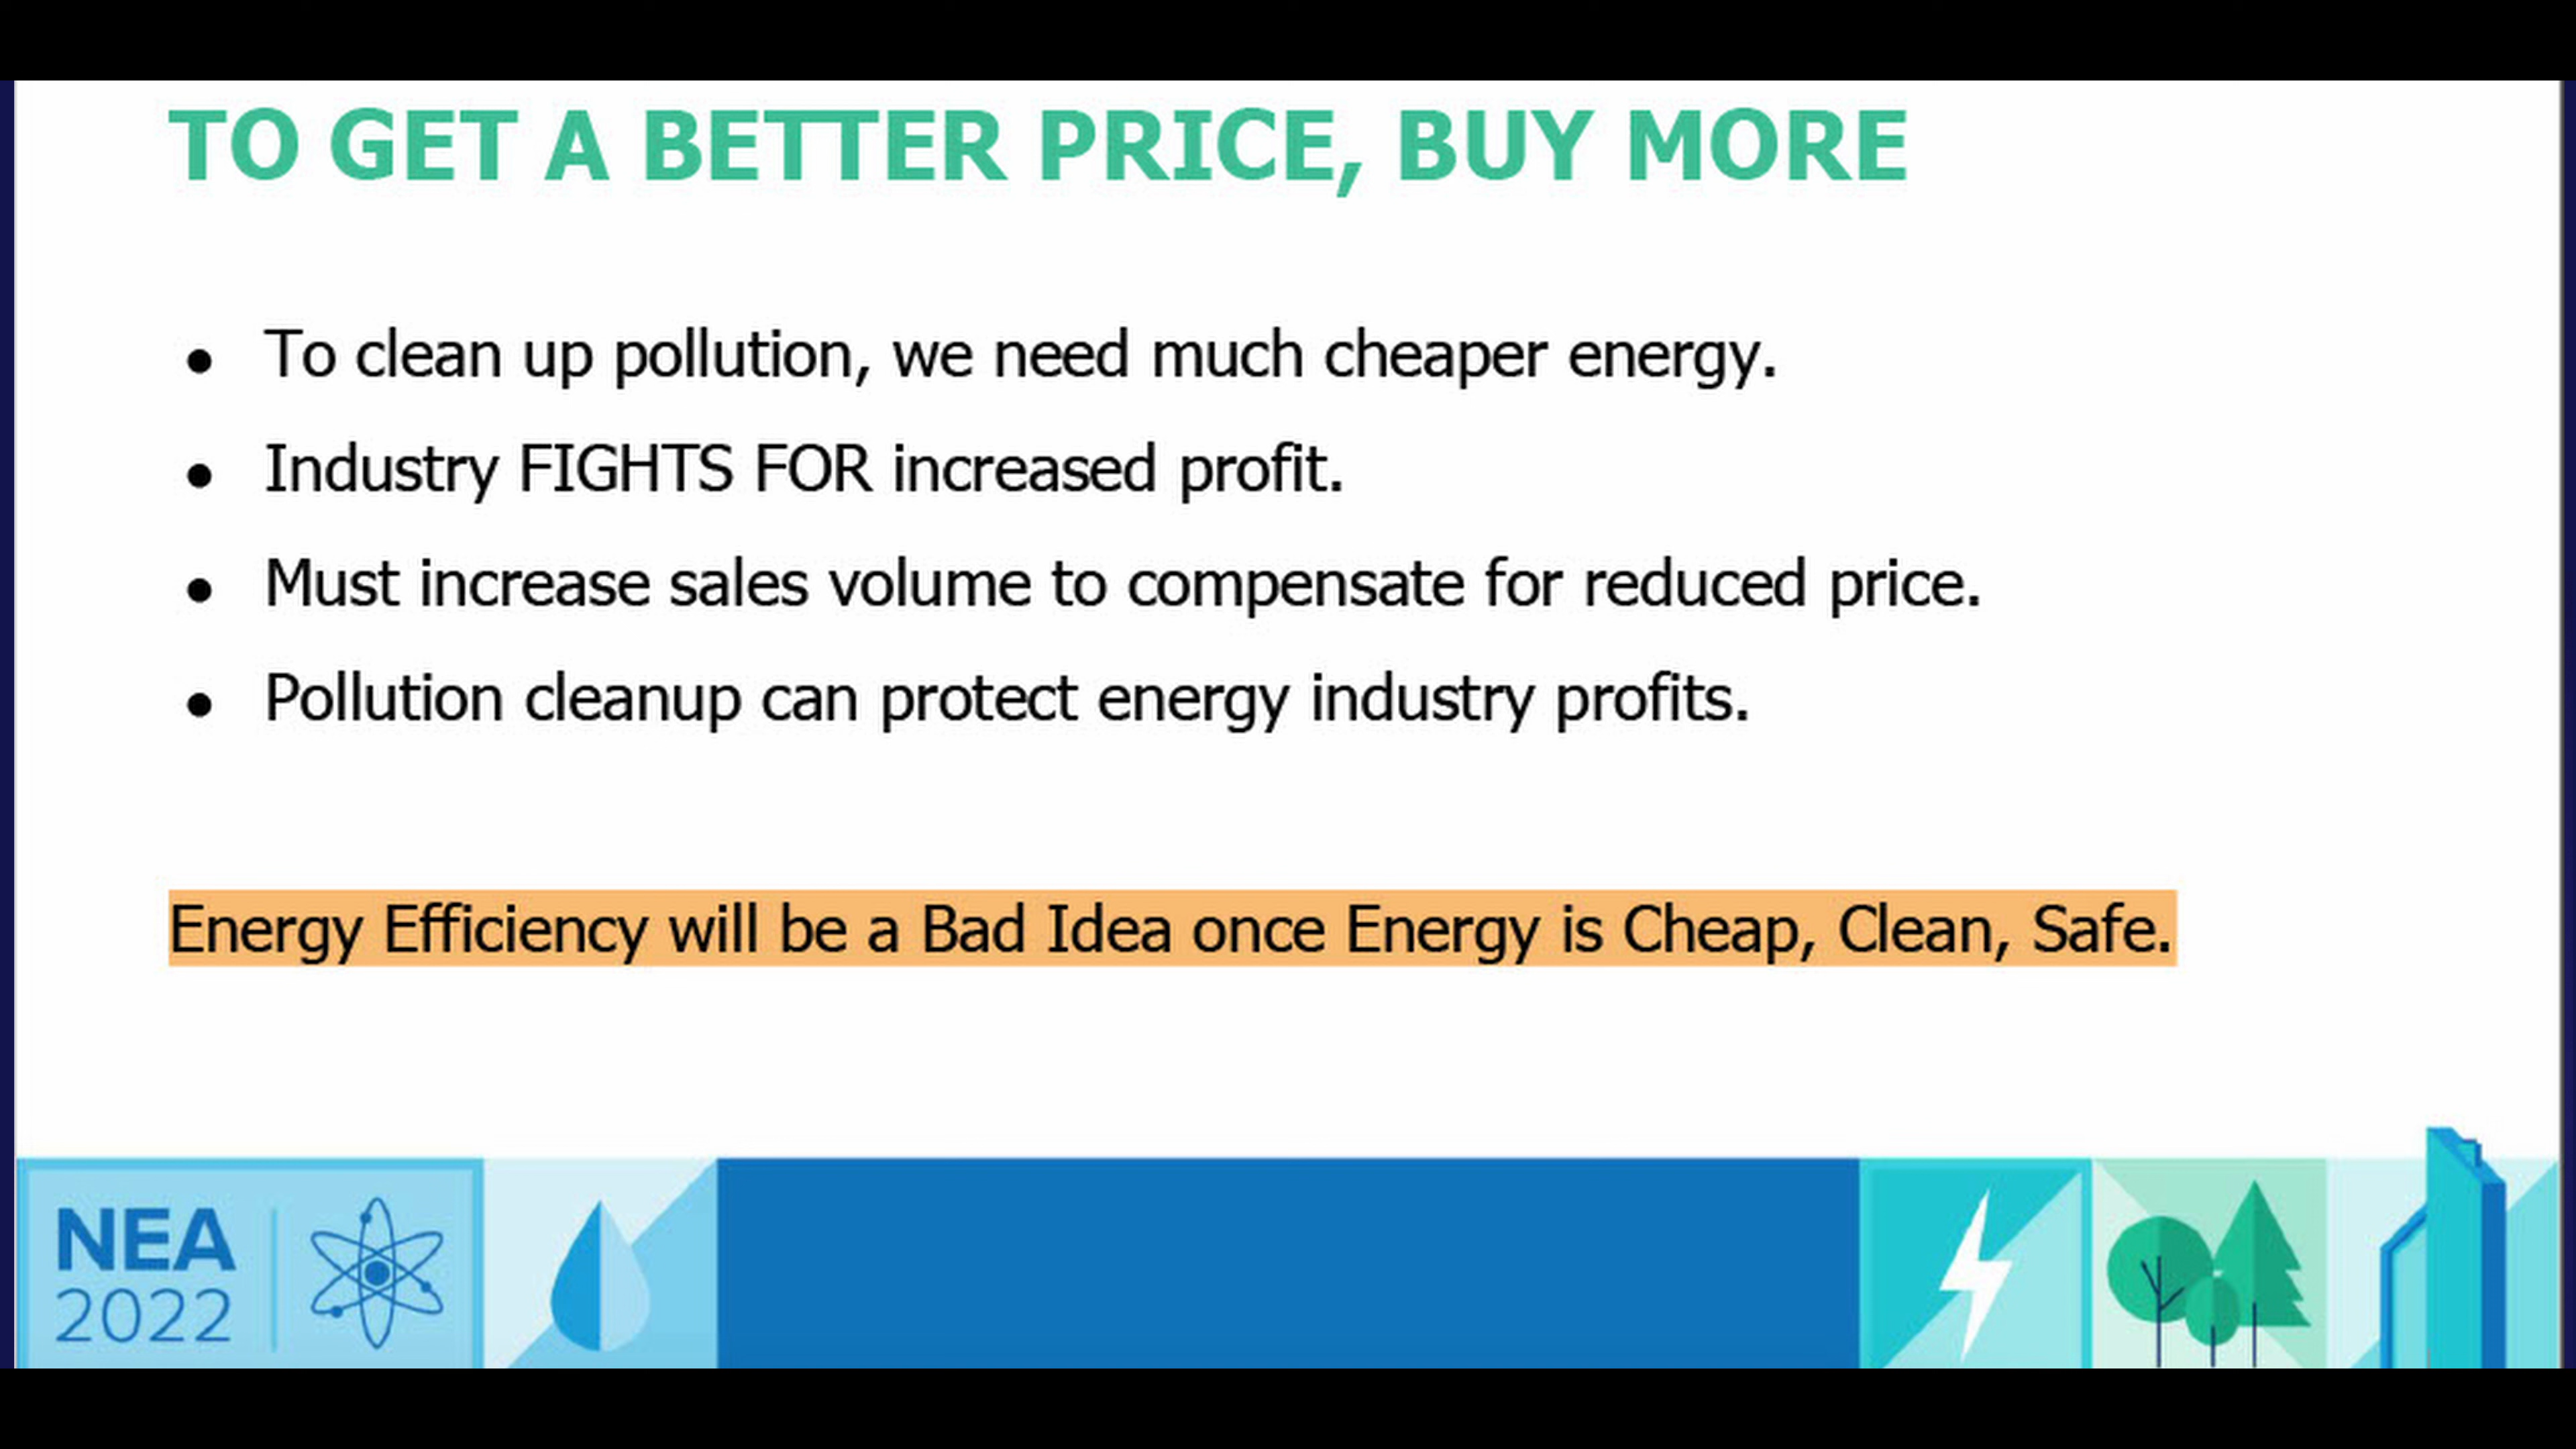 TO GET A BETTER PRICE, BUY MORE
• To clean up pollution, we need much cheaper energy.
• Industry FIGHTS FOR increased profit.
• Must increase sales volume to compensate for reduced price.
• Pollution cleanup can protect energy industry profits.
Energy Efficiency will be a Bad Idea once Energy is Cheap, Clean, Safe.
NEA
2022